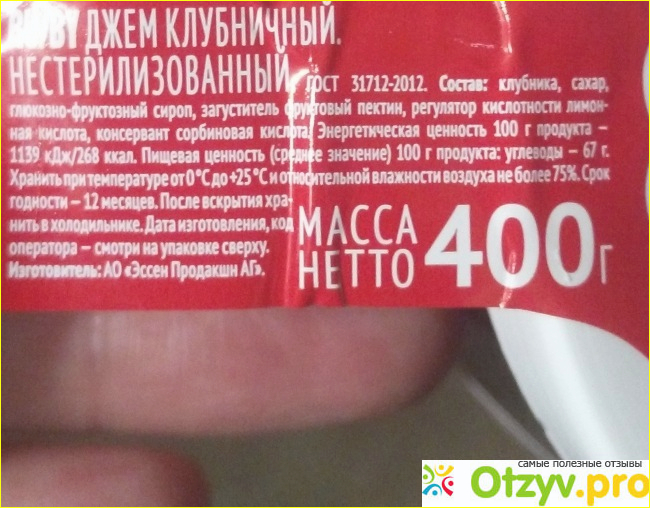 ДЖЕМ КЛУБНИЧНЫЙ.
НЕСТЕРИЛИЗОВАННЫЙ. ГОСТ 31712-2012. Состав: клубника, сахар,
глюкозно-фруктозный сироп, загуститель фруктовый пектин, регулятор кислотности лимон-
ная кислота, консервант сорбиновая кислота. Энергетическая ценность 100 г продукта –
1139 кДж/268 ккал. Пищевая ценность (среднее значение) 100 г продукта: углеводы – 67 г.
Хранить при температуре от 0°С до +25°С и относительной влажности воздуха не более 75%. Срок
годности – 12 месяцев. После вскрытия хра-
нить в холодильнике. Дата изготовления, код
оператора – смотри на упаковке сверху.
Изготовитель: АО «Эссен Продакшн АГ».
МАССА
НЕТТО 400г
самые полезные отзывы
Otzyv.pro